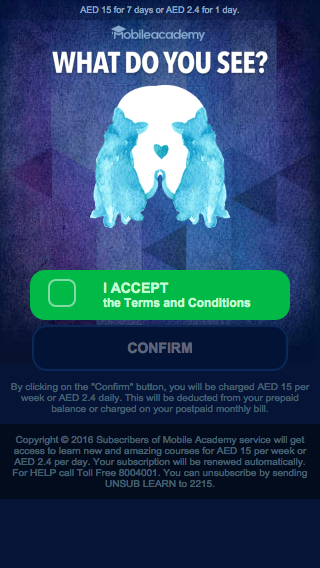 AED 15 for 7 days or AED 2.4 for 1 day.
Mobileacademy
WHAT DO YOU SEE?
I ACCEPT
the Terms and Conditions
CONFIRM
By clicking on the "Confirm" button, you will be charged AED 15 per
week or AED 2.4 daily. This will be deducted from your prepaid
balance or charged on your postpaid monthly bill.
Copyright © 2016 Subscribers of Mobile Academy service will get
access to learn new and amazing courses for AED 15 per week or
AED 2.4 per day. Your subscription will be renewed automatically.
For HELP call Toll Free 8004001. You can unsubscribe by sending
UNSUB LEARN to 2215.